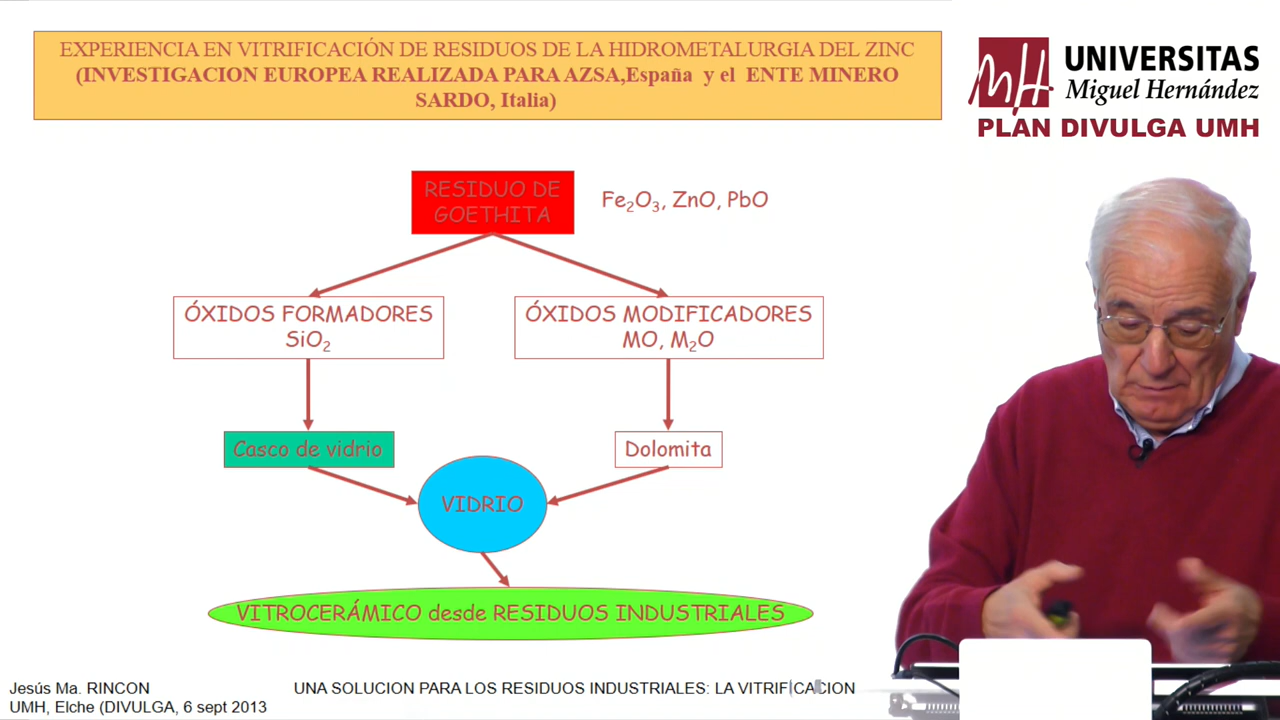 EXPERIENCIA EN VITRIFICACIÓN DE RESIDUOS DE LA HIDROMETALURGIA DEL ZINC
(INVESTIGACION EUROPEA REALIZADA PARA AZSA,España y el ENTE MINERO
SARDO, Italia)
UNIVERSITAS
Miguel Hernández
PLAN DIVULGA UMH
RESIDUO DE
GOETHITA
Fe₂O₃, ZnO, PbO
ÓXIDOS FORMADORES
SiO₂
ÓXIDOS MODIFICADORES
MO, M₂O
Casco de vidrio
Dolomita
VIDRIO
VITROCERÁMICO desde RESIDUOS INDUSTRIALES
Jesús Ma. RINCON
UNA SOLUCION PARA LOS RESIDUOS INDUSTRIALES: LA VITRIFICACION
UMH, Elche (DIVULGA, 6 sept 2013